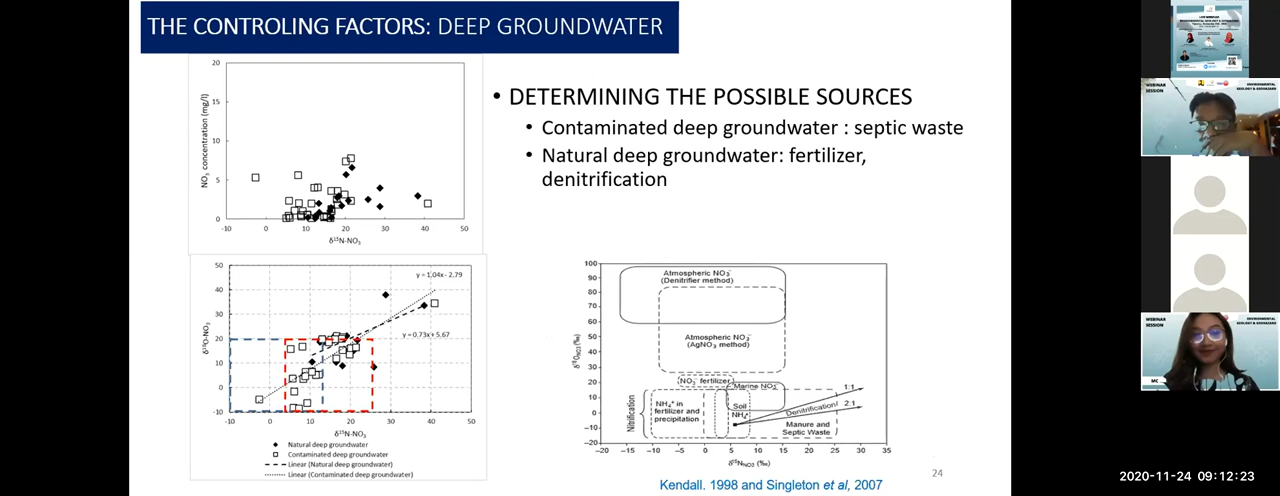 THE CONTROLING FACTORS: DEEP GROUNDWATER
20
15
10
5
0
NO₃ concentration (mg/l)
-10
0
10
20
30
40
50
δ¹⁵N-NO₃
• DETERMINING THE POSSIBLE SOURCES
• Contaminated deep groundwater : septic waste
• Natural deep groundwater: fertilizer,
denitrification
50
40
30
20
10
0
-10
δ¹⁸O-NO₃
y = 1.04x - 2.79
y = 0.73x + 5.67
-10
0
10
20
30
40
50
δ¹⁵N-NO₃
Natural deep groundwater
Contaminated deep groundwater
Linear (Natural deep groundwater)
Linear (Contaminated deep groundwater)
100
90
80
70
60
50
40
30
20
10
0
−10
−20
δ¹⁸O NO3 (‰)
Atmospheric NO₃⁻
(Denitrifier method)
Atmospheric NO₃⁻
(AgNO₃ method)
NO₃⁻ fertilizer
Marine NO₃⁻
Nitrification
NH₄⁺ in
fertilizer and
precipitation
Soil
NH₄⁺
Denitrification
1:1
2:1
Manure and
Septic Waste
−20
−15
−10
−5
0
5
10
15
20
25
30
35
δ¹⁵N NO3 (‰)
Kendall. 1998 and Singleton et al, 2007
24
WEBINAR
SESSION
ENVIRONMENTAL
GEOLOGY & GEOHAZARD
WEBINAR
SESSION
ENVIRONMENTAL
GEOLOGY & GEOHAZARD
MC
2020-11-24 09:12:23